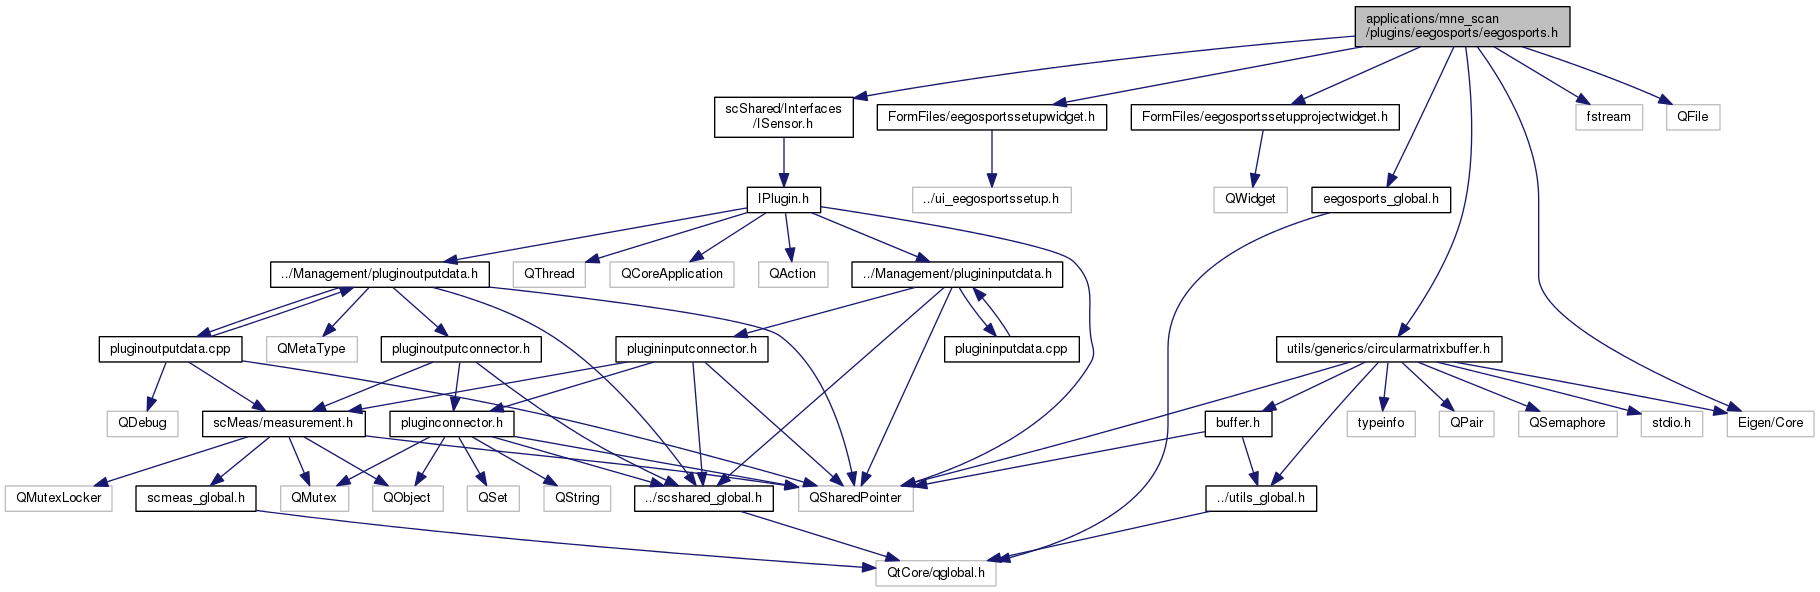 applications/mne_scan
/plugins/eegosports/eegosports.h
scShared/Interfaces
/ISensor.h
FormFiles/eegosportssetupwidget.h
FormFiles/eegosportssetupprojectwidget.h
fstream
QFile
IPlugin.h
../ui_eegosportssetup.h
QWidget
eegosports_global.h
../Management/pluginoutputdata.h
QThread
QCoreApplication
QAction
../Management/plugininputdata.h
pluginoutputdata.cpp
QMetaType
pluginoutputconnector.h
plugininputconnector.h
plugininputdata.cpp
utils/generics/circularmatrixbuffer.h
QDebug
scMeas/measurement.h
pluginconnector.h
buffer.h
typeinfo
QPair
QSemaphore
stdio.h
Eigen/Core
QMutexLocker
scmeas_global.h
QMutex
QObject
QSet
QString
../scshared_global.h
QSharedPointer
../utils_global.h
QtCore/qglobal.h